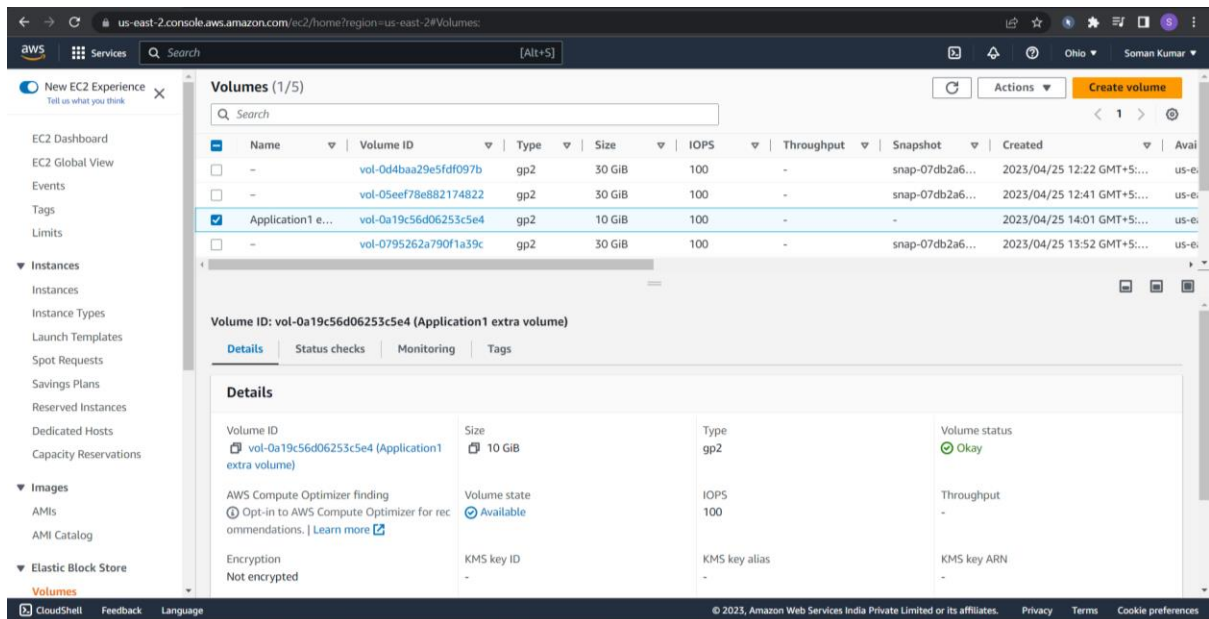 us-east-2.console.aws.amazon.com/ec2/home?region=us-east-2#Volumes:
S
aws Services Search [Alt+S] Ohio Soman Kumar
New EC2 Experience
Tell us what you think
EC2 Dashboard
EC2 Global View
Events
Tags
Limits
Instances
Instances
Instance Types
Launch Templates
Spot Requests
Savings Plans
Reserved Instances
Dedicated Hosts
Capacity Reservations
Images
AMIs
AMI Catalog
Elastic Block Store
Volumes
Volumes (1/5)
Actions
Create volume
Search
1
Name Volume ID Type Size IOPS Throughput Snapshot Created Avai
- vol-0d4baa29e5fdf097b gp2 30 GiB 100 - snap-07db2a6... 2023/04/25 12:22 GMT+5:... us-ea
- vol-05eef78e882174822 gp2 30 GiB 100 - snap-07db2a6... 2023/04/25 12:41 GMT+5:... us-ea
Application1 e... vol-0a19c56d06253c5e4 gp2 10 GiB 100 - - 2023/04/25 14:01 GMT+5:... us-ea
- vol-0795262a790f1a39c gp2 30 GiB 100 - snap-07db2a6... 2023/04/25 13:52 GMT+5:... us-ea
Volume ID: vol-0a19c56d06253c5e4 (Application1 extra volume)
Details Status checks Monitoring Tags
Details
Volume ID
vol-0a19c56d06253c5e4 (Application1
extra volume)
Size
10 GiB
Type
gp2
Volume status
Okay
AWS Compute Optimizer finding
Opt-in to AWS Compute Optimizer for rec
ommendations. | Learn more
Volume state
Available
IOPS
100
Throughput
-
Encryption
Not encrypted
KMS key ID
-
KMS key alias
-
KMS key ARN
-
CloudShell Feedback Language © 2023, Amazon Web Services India Private Limited or its affiliates. Privacy Terms Cookie preferences